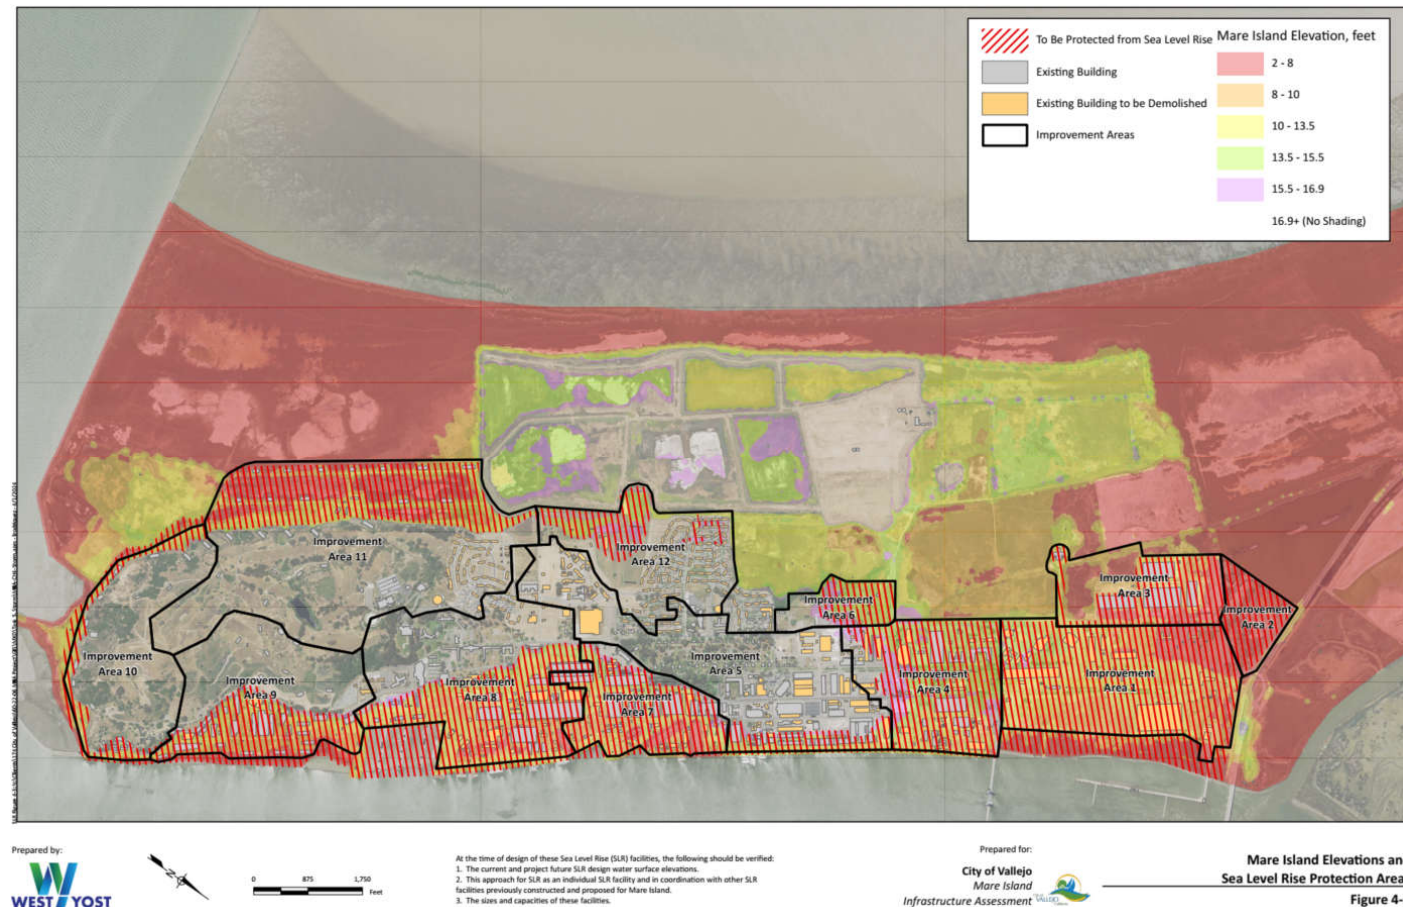 To Be Protected from Sea Level Rise
Existing Building
Existing Building to be Demolished
Improvement Areas
Mare Island Elevation, feet
2 - 8
8 - 10
10 - 13.5
13.5 - 15.5
15.5 - 16.9
16.9+ (No Shading)
Improvement
Area 11
Improvement
Area 12
Improvement
Area 3
Improvement
Area 6
Improvement
Area 2
Improvement
Area 10
Improvement
Area 9
Improvement
Area 8
Improvement
Area 7
Improvement
Area 5
Improvement
Area 4
Improvement
Area 1
Prepared by:
WEST YOST
0 875 1,750
Feet
At the time of design of these Sea Level Rise (SLR) facilities, the following should be verified:
1. The current and project future SLR design water surface elevations.
2. This approach for SLR as an individual SLR facility and in coordination with other SLR
facilities previously constructed and proposed for Mare Island.
3. The sizes and capacities of these facilities.
Prepared for:
City of Vallejo
Mare Island
Infrastructure Assessment
VALLEJO
Mare Island Elevations an
Sea Level Rise Protection Area
Figure 4-